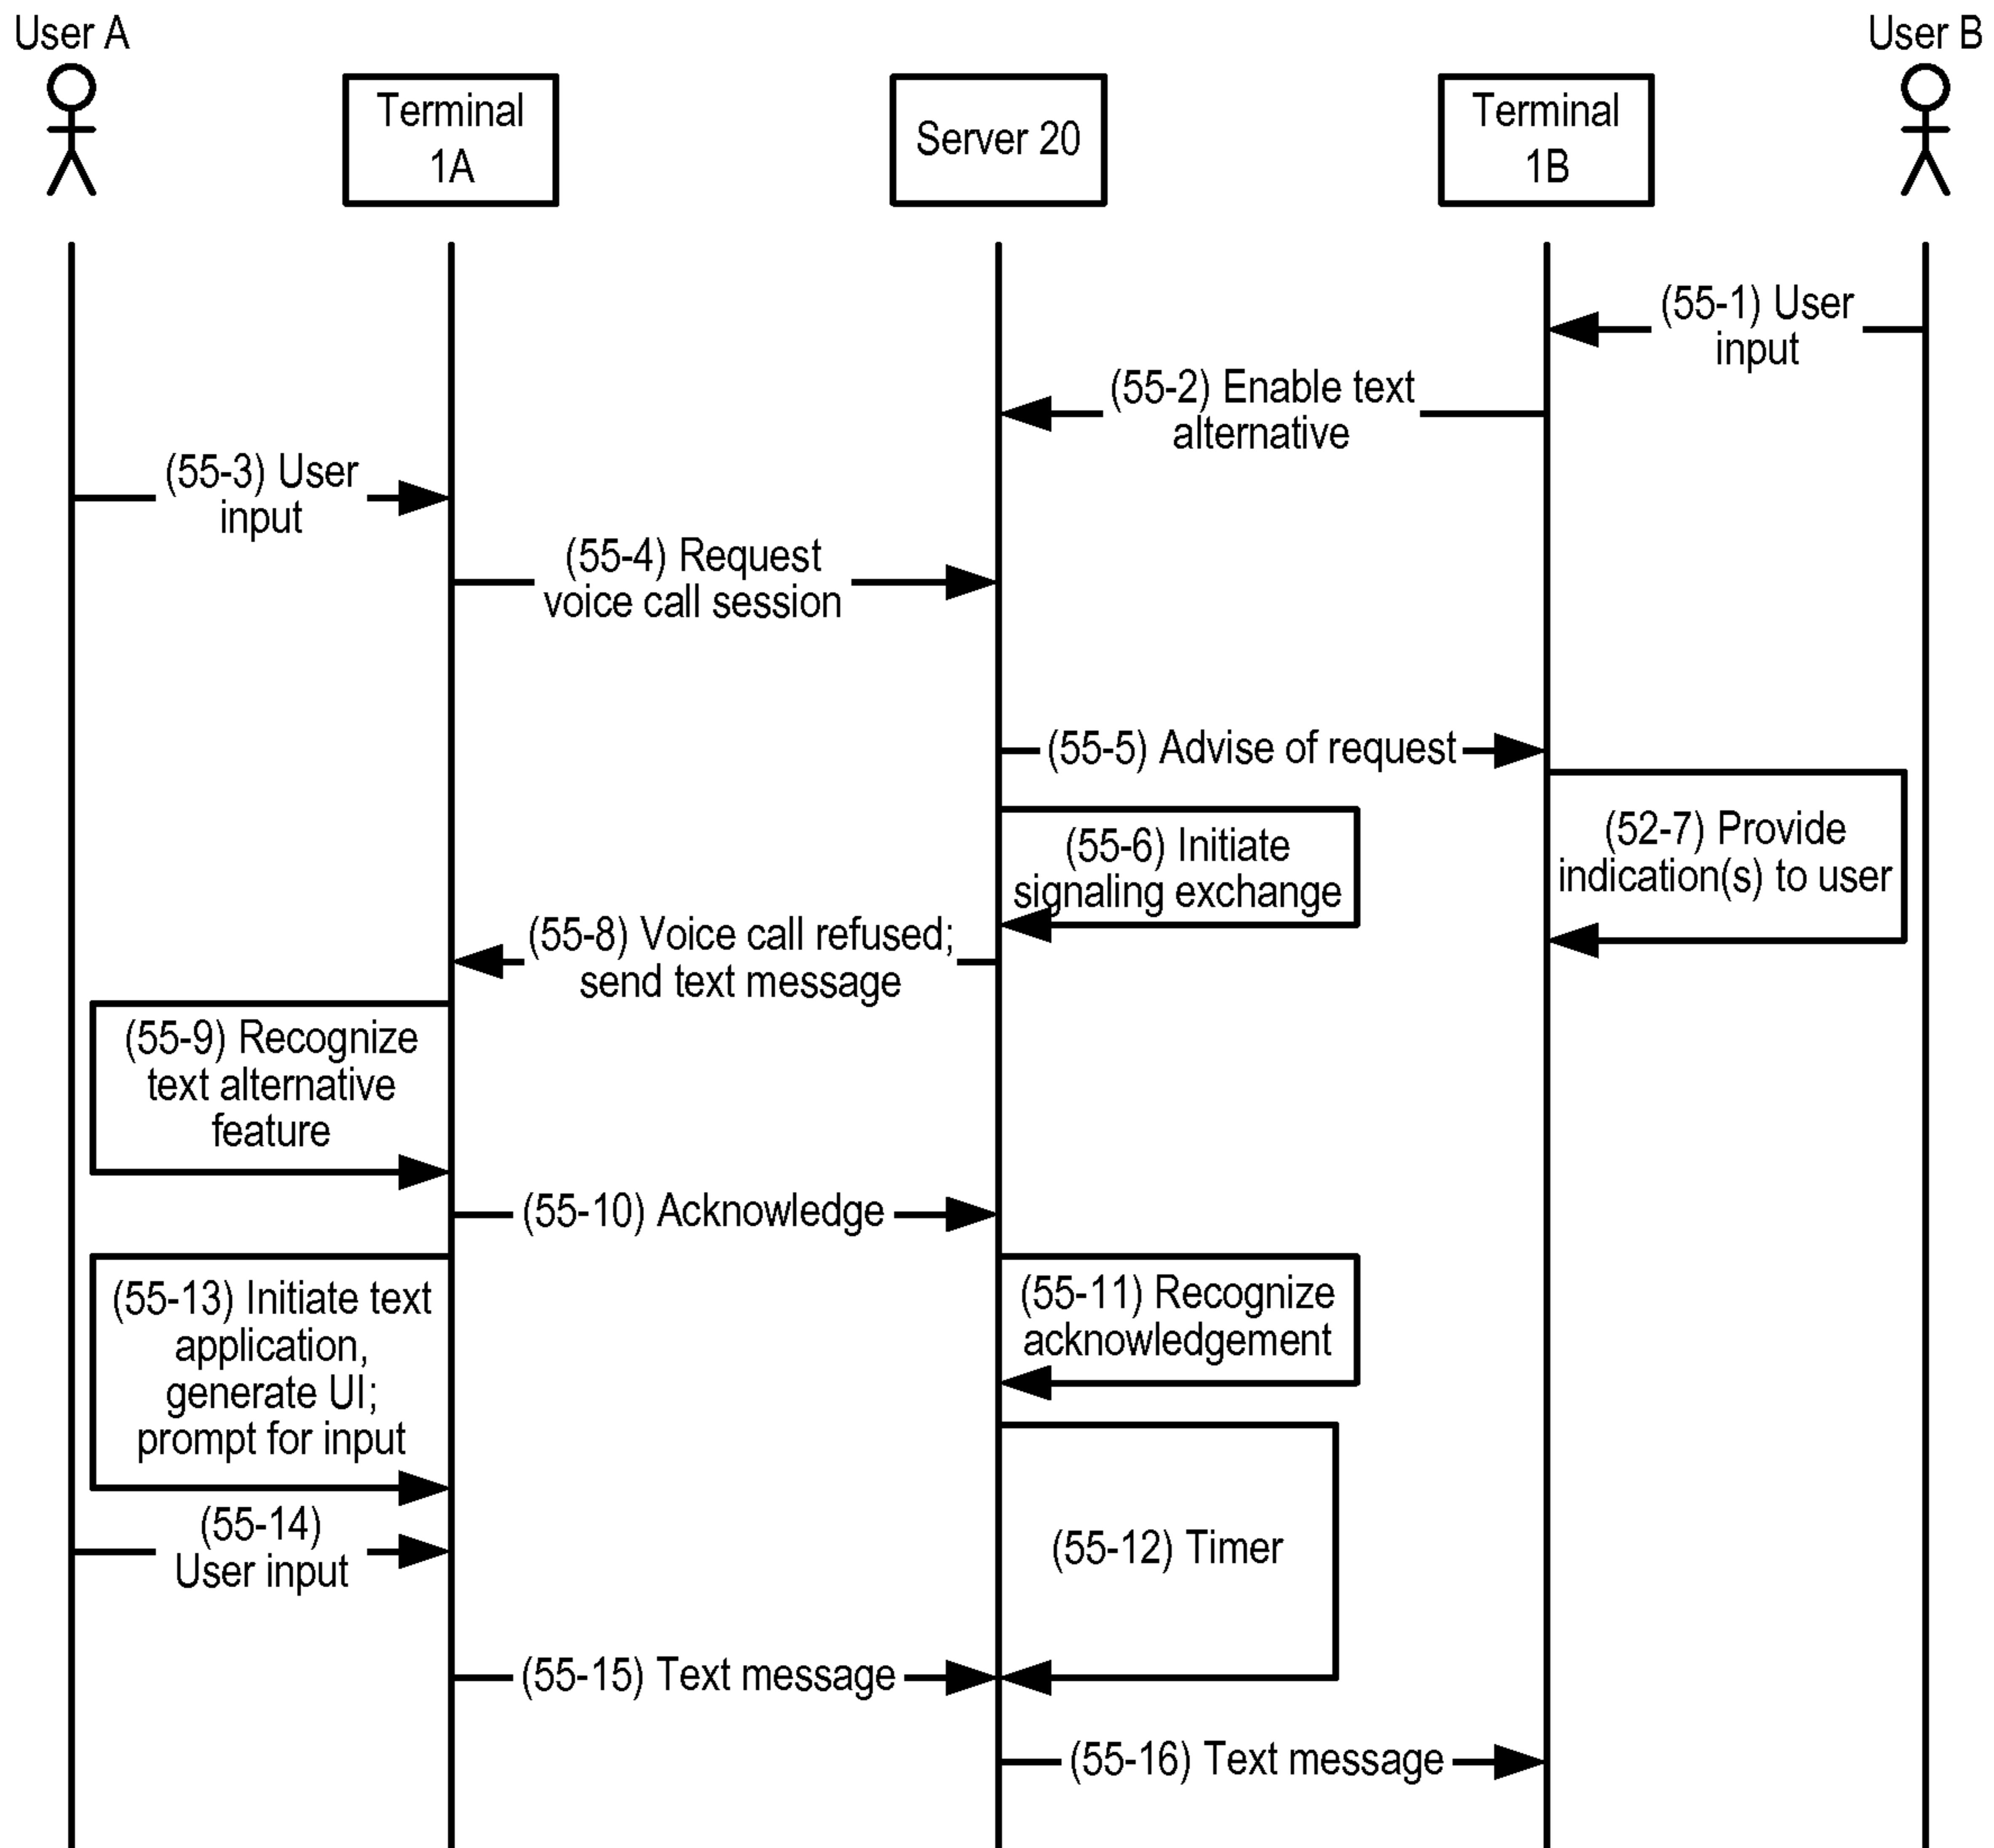 User A
User B
Terminal
1A
Server 20
Terminal
1B
(55-1) User
input
(55-2) Enable text
alternative
(55-3) User
input
(55-4) Request
voice call session
(55-5) Advise of request
(55-6) Initiate
signaling exchange
(52-7) Provide
indication(s) to user
(55-8) Voice call refused;
send text message
(55-9) Recognize
text alternative
feature
(55-10) Acknowledge
(55-13) Initiate text
application,
generate UI;
prompt for input
(55-11) Recognize
acknowledgement
(55-14)
User input
(55-12) Timer
(55-15) Text message
(55-16) Text message